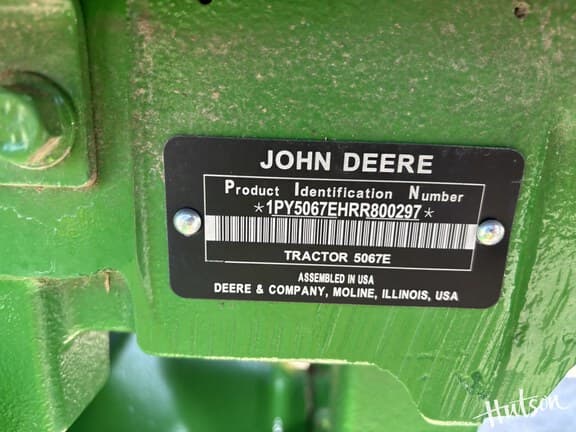 JOHN DEERE
Product Identification Number
*1PY5067EHRR800297*
TRACTOR 5067E
ASSEMBLED IN USA
DEERE & COMPANY, MOLINE, ILLINOIS, USA
Hutson